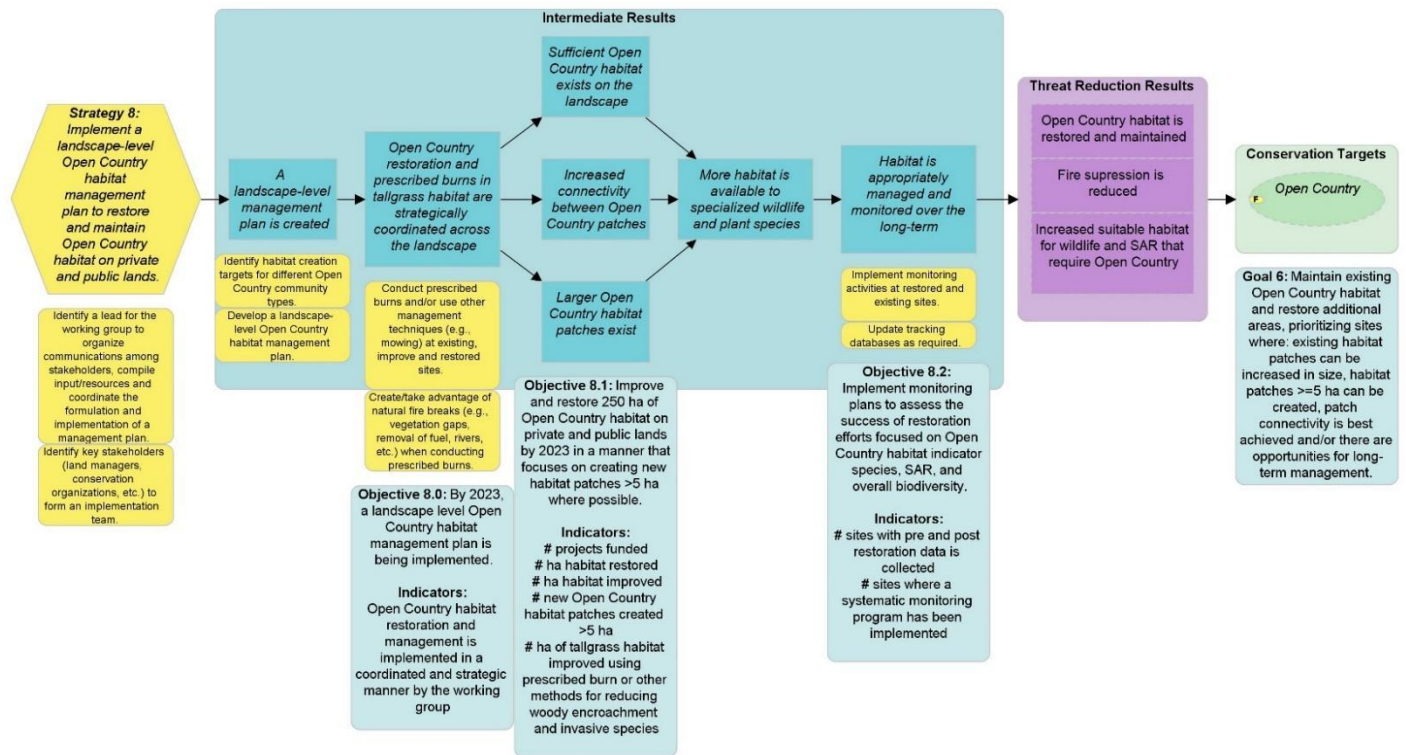 Strategy 8:
Implement a
landscape-level
Open Country
habitat
management
plan to restore
and maintain
Open Country
habitat on private
and public lands.
Identify a lead for the
working group to
organize
communications among
stakeholders, compile
input/resources and
coordinate the
formulation and
implementation of a
management plan.
Identify key stakeholders
(land managers,
conservation
organizations, etc.) to
form an implementation
team.
Intermediate Results
A
landscape-level
management
plan is created
Identify habitat creation
targets for different Open
Country community
types.
Develop a landscape-
level Open Country
habitat management
plan.
Open Country
restoration and
prescribed burns in
tallgrass habitat are
strategically
coordinated across
the landscape
Conduct prescribed
burns and/or use other
management
techniques (e.g.,
mowing) at existing,
improve and restored
sites.
Create/take advantage of
natural fire breaks (e.g.,
vegetation gaps,
removal of fuel, rivers,
etc.) when conducting
prescribed burns.
Objective 8.0: By 2023,
a landscape level Open
Country habitat
management plan is
being implemented.
Indicators:
Open Country habitat
restoration and
management is
implemented in a
coordinated and strategic
manner by the working
group
Sufficient Open
Country habitat
exists on the
landscape
Increased
connectivity
between Open
Country patches
Larger Open
Country habitat
patches exist
Objective 8.1: Improve
and restore 250 ha of
Open Country habitat on
private and public lands
by 2023 in a manner that
focuses on creating new
habitat patches >5 ha
where possible.
Indicators:
# projects funded
# ha habitat restored
# ha habitat improved
# new Open Country
habitat patches created
>5 ha
# ha of tallgrass habitat
improved using
prescribed burn or other
methods for reducing
woody encroachment
and invasive species
More habitat is
available to
specialized wildlife
and plant species
Habitat is
appropriately
managed and
monitored over the
long-term
Implement monitoring
activities at restored and
existing sites.
Update tracking
databases as required.
Objective 8.2:
Implement monitoring
plans to assess the
success of restoration
efforts focused on Open
Country habitat indicator
species, SAR, and
overall biodiversity.
Indicators:
# sites with pre and post
restoration data is
collected
# sites where a
systematic monitoring
program has been
implemented
Threat Reduction Results
Open Country habitat is
restored and maintained
Fire supression is
reduced
Increased suitable habitat
for wildlife and SAR that
require Open Country
Conservation Targets
F
Open Country
Goal 6: Maintain existing
Open Country habitat
and restore additional
areas, prioritizing sites
where: existing habitat
patches can be
increased in size, habitat
patches >=5 ha can be
created, patch
connectivity is best
achieved and/or there are
opportunities for long-
term management.